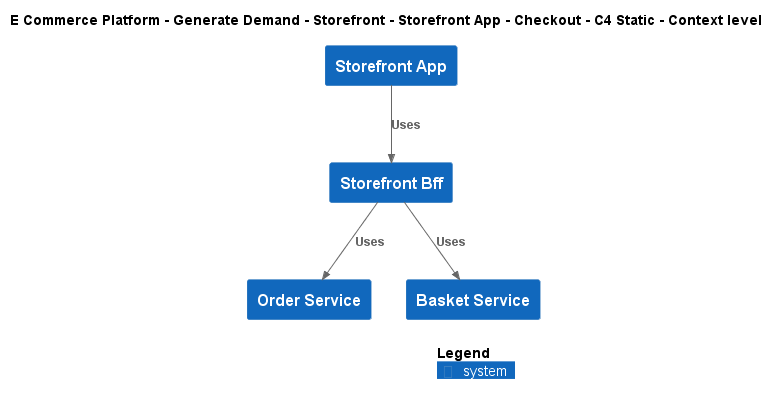 E Commerce Platform - Generate Demand - Storefront - Storefront App - Checkout - C4 Static - Context level
Storefront App
Uses
Storefront Bff
Uses
Uses
Order Service
Basket Service
Legend
system